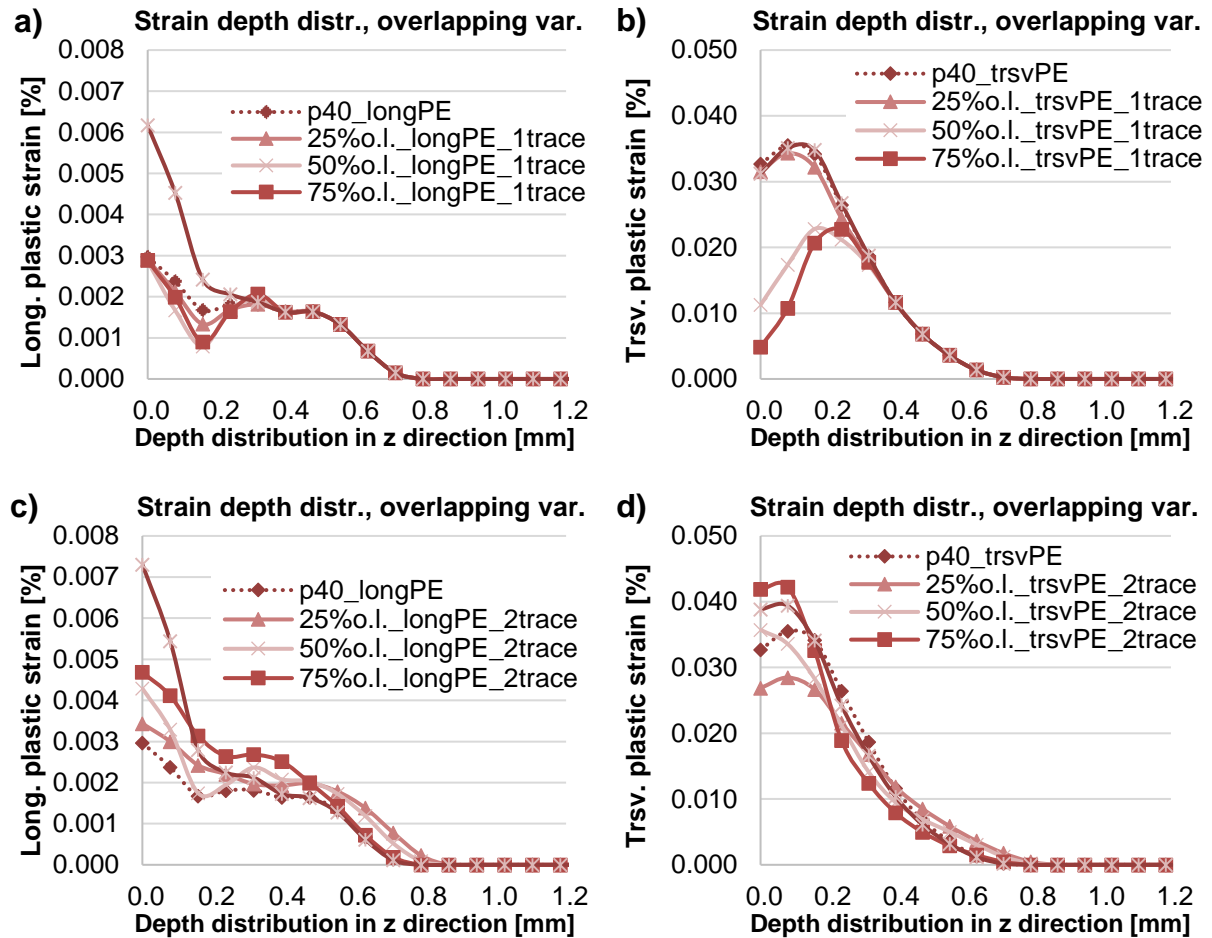 a) Strain depth distr., overlapping var.
Long. plastic strain [%]
0.008
0.007
0.006
0.005
0.004
0.003
0.002
0.001
0.000
p40_longPE
25%o.l._longPE_1trace
50%o.l._longPE_1trace
75%o.l._longPE_1trace
0.0 0.2 0.4 0.6 0.8 1.0 1.2
Depth distribution in z direction [mm]
b) Strain depth distr., overlapping var.
Trsv. plastic strain [%]
0.050
0.040
0.030
0.020
0.010
0.000
p40_trsvPE
25%o.l._trsvPE_1trace
50%o.l._trsvPE_1trace
75%o.l._trsvPE_1trace
0.0 0.2 0.4 0.6 0.8 1.0 1.2
Depth distribution in z direction [mm]
c) Strain depth distr., overlapping var.
Long. plastic strain [%]
0.008
0.007
0.006
0.005
0.004
0.003
0.002
0.001
0.000
p40_longPE
25%o.l._longPE_2trace
50%o.l._longPE_2trace
75%o.l._longPE_2trace
0.0 0.2 0.4 0.6 0.8 1.0 1.2
Depth distribution in z direction [mm]
d) Strain depth distr., overlapping var.
Trsv. plastic strain [%]
0.050
0.040
0.030
0.020
0.010
0.000
p40_trsvPE
25%o.l._trsvPE_2trace
50%o.l._trsvPE_2trace
75%o.l._trsvPE_2trace
0.0 0.2 0.4 0.6 0.8 1.0 1.2
Depth distribution in z direction [mm]